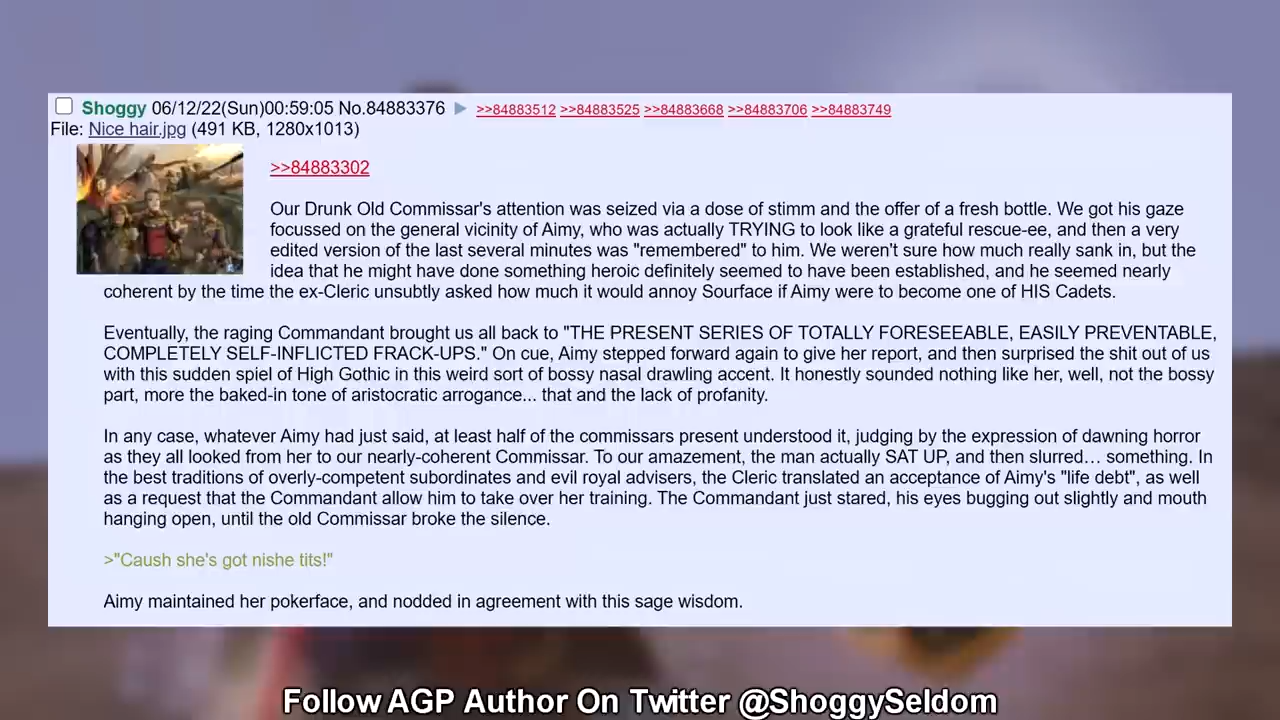 Shoggy 06/12/22(Sun)00:59:05 No.84883376 ▶ >>84883512 >>84883525 >>84883668 >>84883706 >>84883749
File: Nice hair.jpg (491 KB, 1280x1013)
>>84883302
Our Drunk Old Commissar's attention was seized via a dose of stimm and the offer of a fresh bottle. We got his gaze
focussed on the general vicinity of Aimy, who was actually TRYING to look like a grateful rescue-ee, and then a very
edited version of the last several minutes was "remembered" to him. We weren't sure how much really sank in, but the
idea that he might have done something heroic definitely seemed to have been established, and he seemed nearly
coherent by the time the ex-Cleric unsubtly asked how much it would annoy Sourface if Aimy were to become one of HIS Cadets.
Eventually, the raging Commandant brought us all back to "THE PRESENT SERIES OF TOTALLY FORESEEABLE, EASILY PREVENTABLE,
COMPLETELY SELF-INFLICTED FRACK-UPS." On cue, Aimy stepped forward again to give her report, and then surprised the shit out of us
with this sudden spiel of High Gothic in this weird sort of bossy nasal drawling accent. It honestly sounded nothing like her, well, not the bossy
part, more the baked-in tone of aristocratic arrogance... that and the lack of profanity.
In any case, whatever Aimy had just said, at least half of the commissars present understood it, judging by the expression of dawning horror
as they all looked from her to our nearly-coherent Commissar. To our amazement, the man actually SAT UP, and then slurred... something. In
the best traditions of overly-competent subordinates and evil royal advisers, the Cleric translated an acceptance of Aimy's "life debt", as well
as a request that the Commandant allow him to take over her training. The Commandant just stared, his eyes bugging out slightly and mouth
hanging open, until the old Commissar broke the silence.
>"Caush she's got nishe tits!"
Aimy maintained her pokerface, and nodded in agreement with this sage wisdom.
Follow AGP Author On Twitter @ShoggySeldom